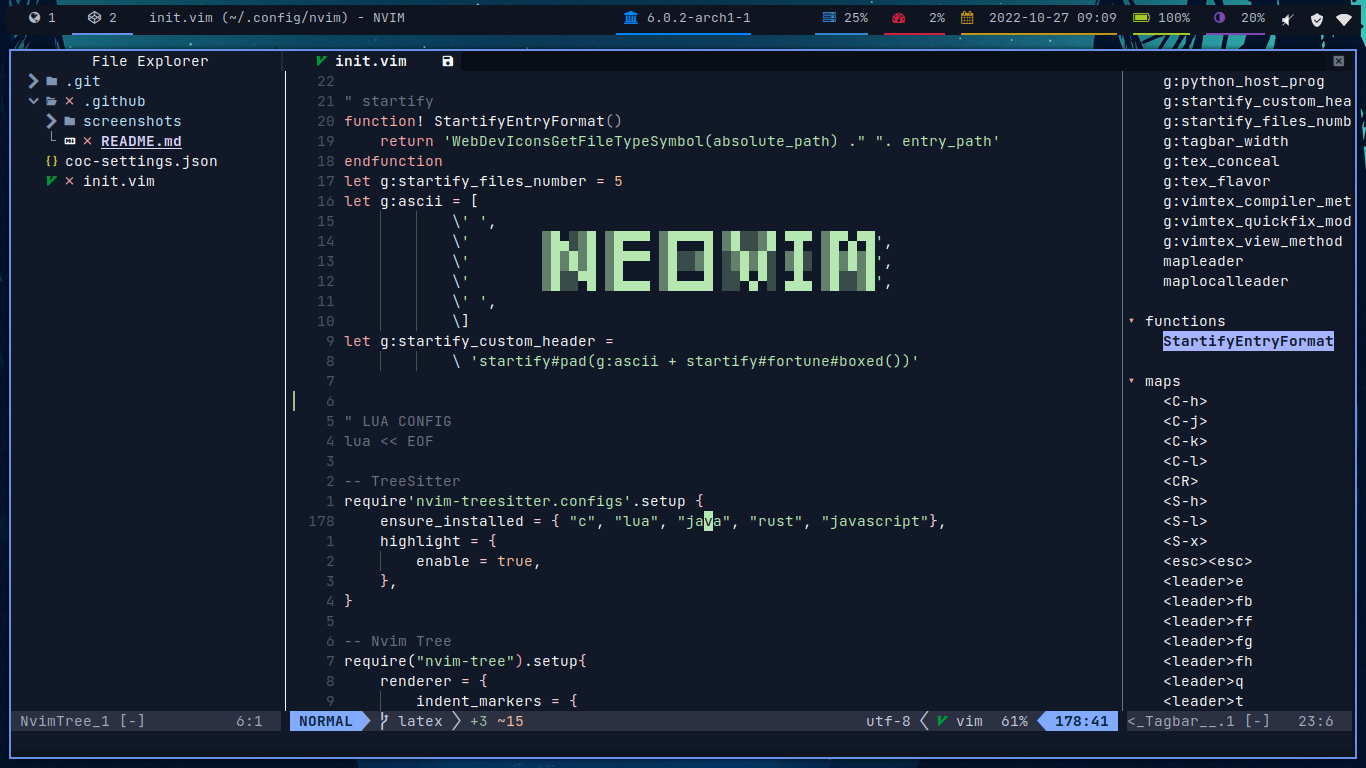 1 2 init.vim (~/.config/nvim) - NVIM 6.0.2-arch1-1 25% 2% 2022-10-27 09:09 100% 20%
File Explorer
.git
.github
screenshots
README.md
{} coc-settings.json
init.vim
init.vim
22
21 " startify
20 function! StartifyEntryFormat()
19 return 'WebDevIconsGetFileTypeSymbol(absolute_path) ." ". entry_path'
18 endfunction
17 let g:startify_files_number = 5
16 let g:ascii = [
15 \' ',
14 \' ',
13 \' NEOVIM ',
12 \' ',
11 \' ',
10 \]
9 let g:startify_custom_header =
8 \ 'startify#pad(g:ascii + startify#fortune#boxed())'
7
6
5 " LUA CONFIG
4 lua << EOF
3
2 -- TreeSitter
1 require'nvim-treesitter.configs'.setup {
178 ensure_installed = { "c", "lua", "java", "rust", "javascript"},
1 highlight = {
2 enable = true,
3 },
4 }
5
6 -- Nvim Tree
7 require("nvim-tree").setup{
8 renderer = {
9 indent_markers = {
g:python_host_prog
g:startify_custom_hea
g:startify_files_numb
g:tagbar_width
g:tex_conceal
g:tex_flavor
g:vimtex_compiler_met
g:vimtex_quickfix_mod
g:vimtex_view_method
mapleader
maplocalleader
functions
StartifyEntryFormat
maps
<C-h>
<C-j>
<C-k>
<C-l>
<CR>
<S-h>
<S-l>
<S-x>
<esc><esc>
<leader>e
<leader>fb
<leader>ff
<leader>fg
<leader>fh
<leader>q
<leader>t
NvimTree_1 [-] 6:1
NORMAL latex +3 ~15 utf-8 vim 61% 178:41
<_Tagbar__.1 [-] 23:6